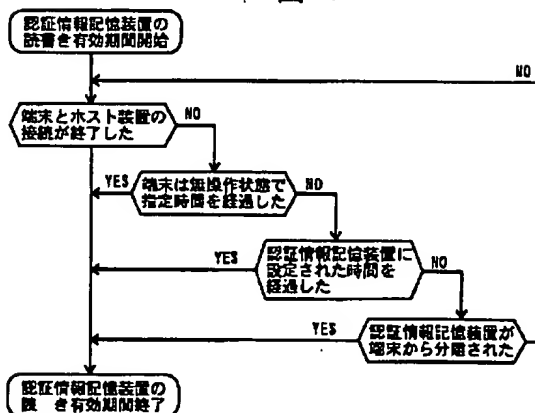 認証情報記憶装置の
読書き有効期間開始
NO
端末とホスト装置の
接続が終了した
NO
YES
端末は無操作状態で
指定時間を経過した
NO
YES
認証情報記憶装置に
設定された時間を
経過した
NO
YES
認証情報記憶装置が
端末から分離された
認証情報記憶装置の
き有効期間終了